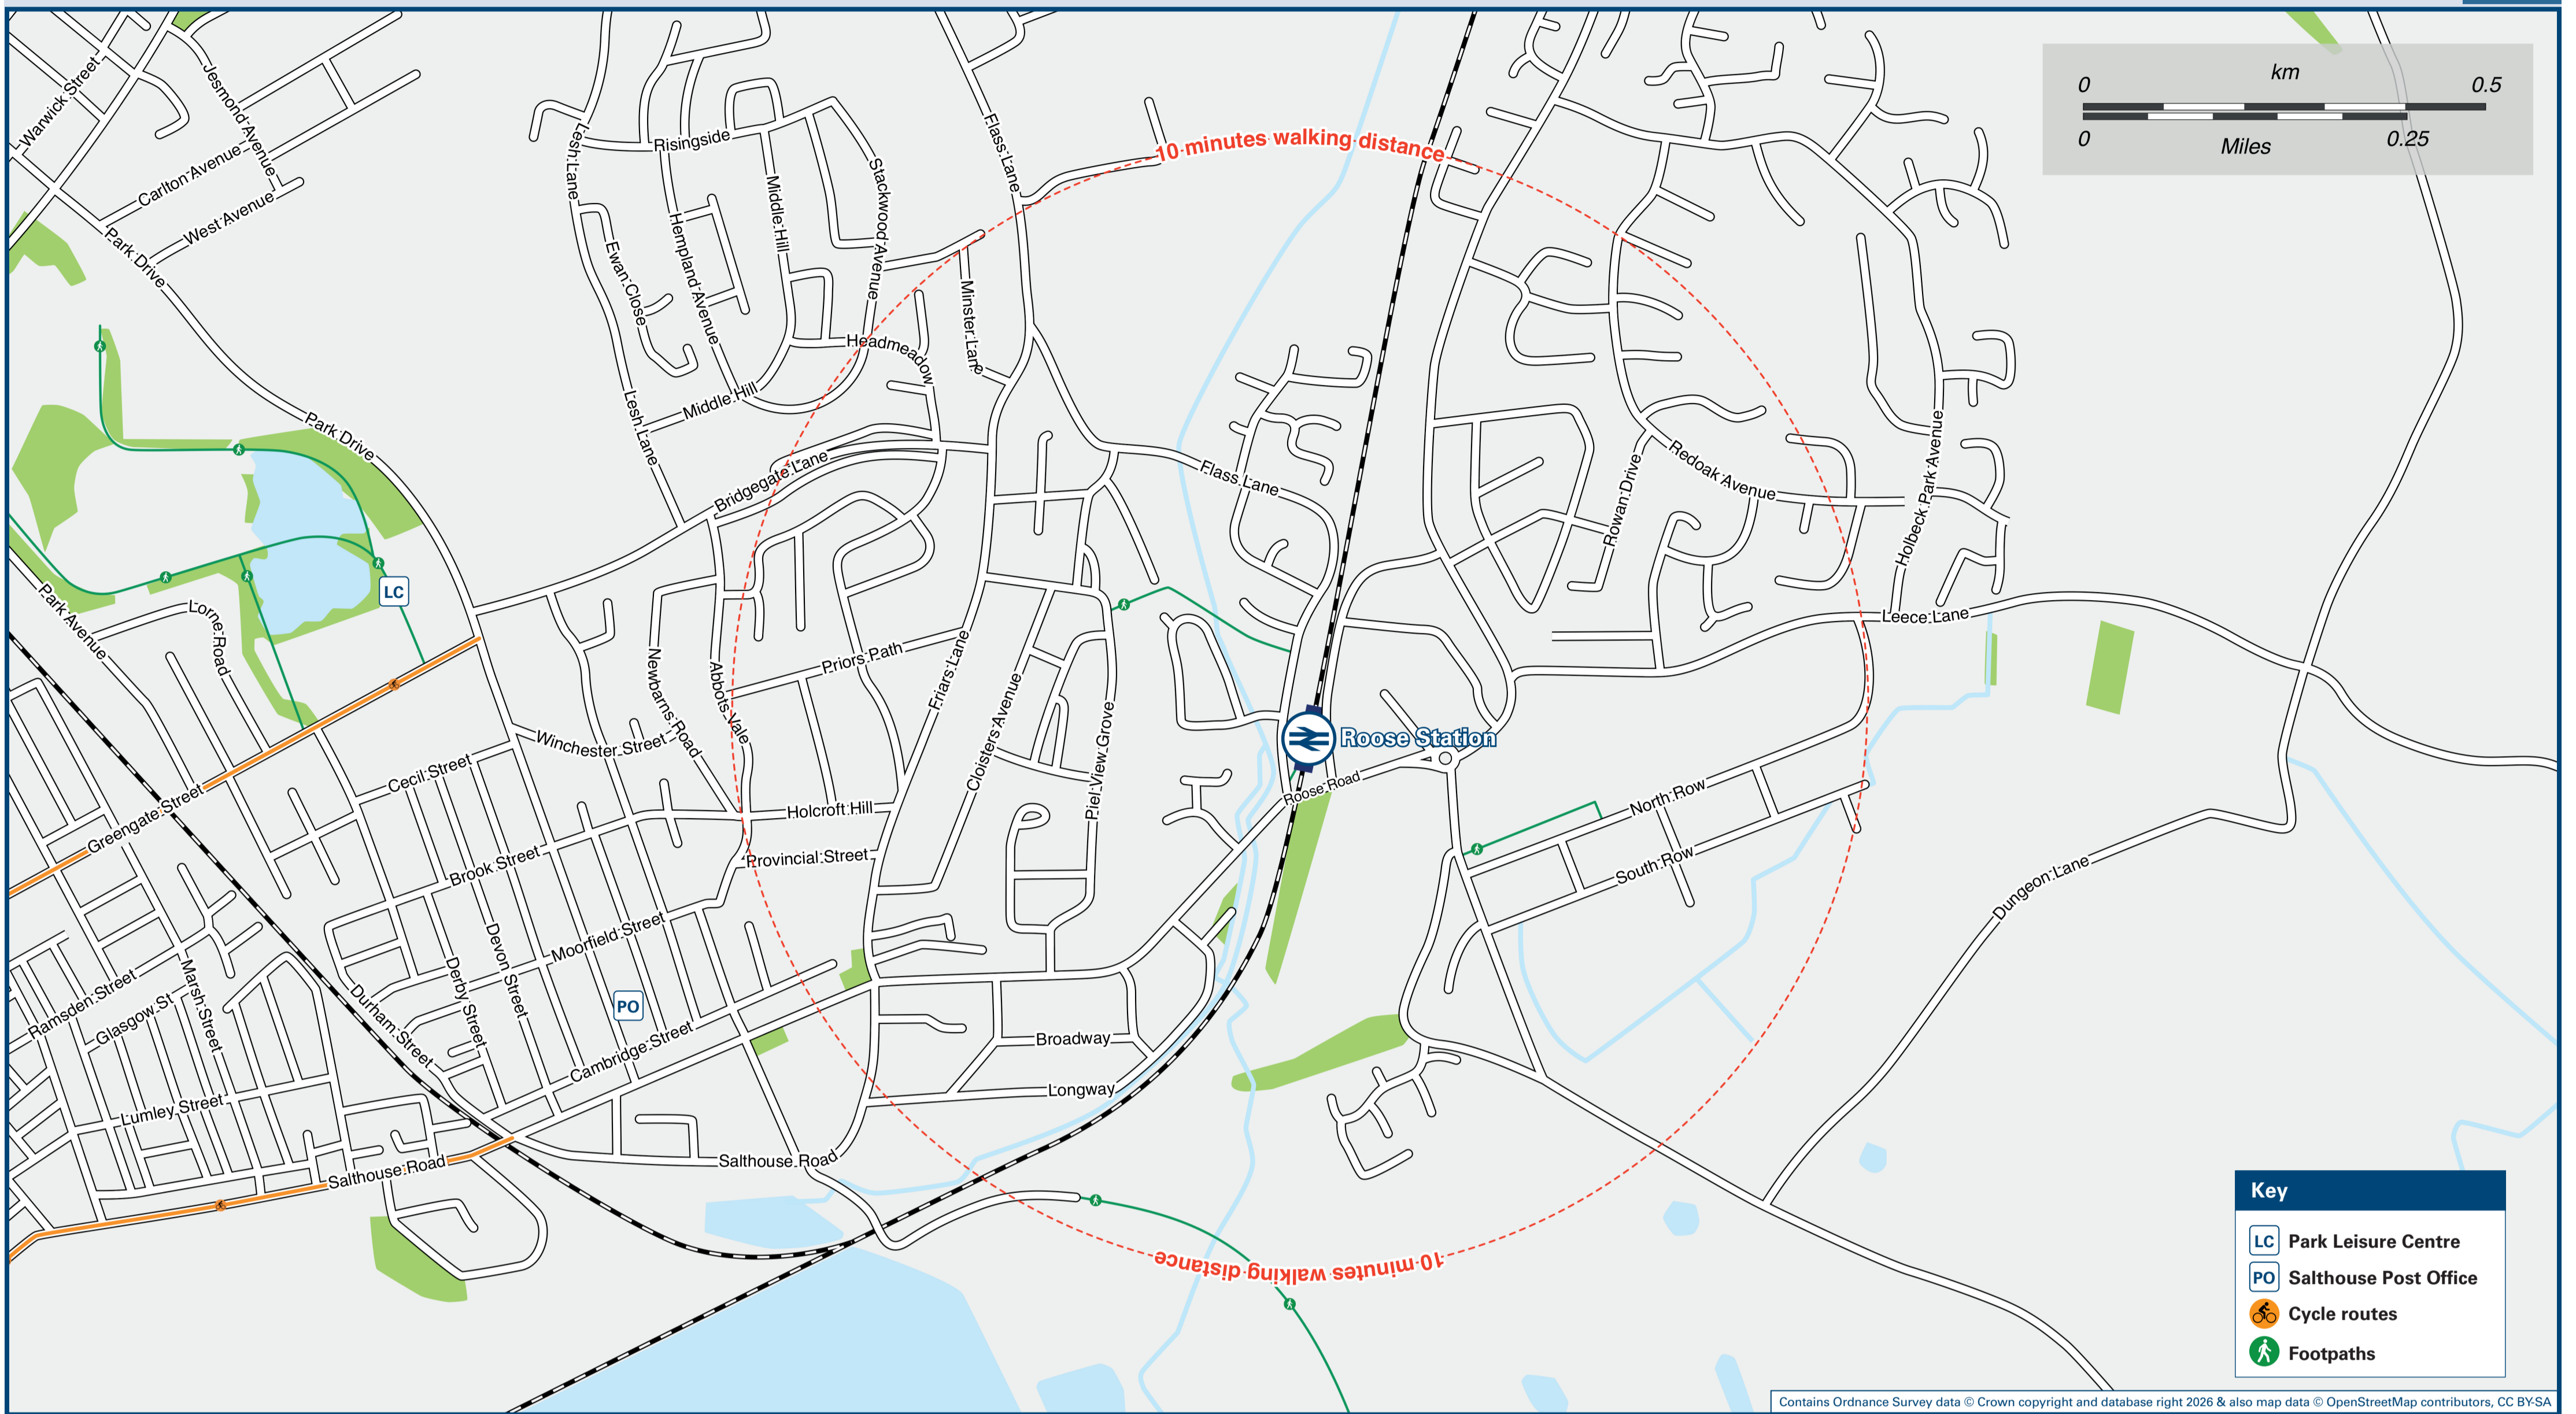 Warwick Street
Jesmond Avenue
Carlton Avenue
West Avenue
Park Drive
Lesh Lane
Risingside
Middle Hill
Stackwood Avenue
Hempland Avenue
Ewan Close
Flass Lane
10 minutes walking distance
km
0
0.5
0
0.25
Miles
Minster Lane
Headmeadow
Middle Hill
Lesh Lane
Park Drive
Bridgegate Lane
Flass Lane
Redoak Avenue
Rowan Drive
Holbeck Park Avenue
Leece Lane
LC
Park Avenue
Lorne Road
Newbarns Road
Abbots Vale
Priors Path
Friars Lane
Cloisters Avenue
Piel View Grove
Winchester Street
Cecil Street
Roose Station
Roose Road
Greengate Street
Holcroft Hill
Provincial Street
Brook Street
North Row
South Row
Dungeon Lane
Moorfield Street
Devon Street
Derby Street
Durham Street
Marsh Street
Ramsden Street
Glasgow St
PO
Cambridge Street
Broadway
Longway
Lumley Street
Salthouse Road
Salthouse Road
10 minutes walking distance
Key
LC Park Leisure Centre
PO Salthouse Post Office
Cycle routes
Footpaths
Contains Ordnance Survey data © Crown copyright and database right 2026 & also map data © OpenStreetMap contributors, CC BY-SA